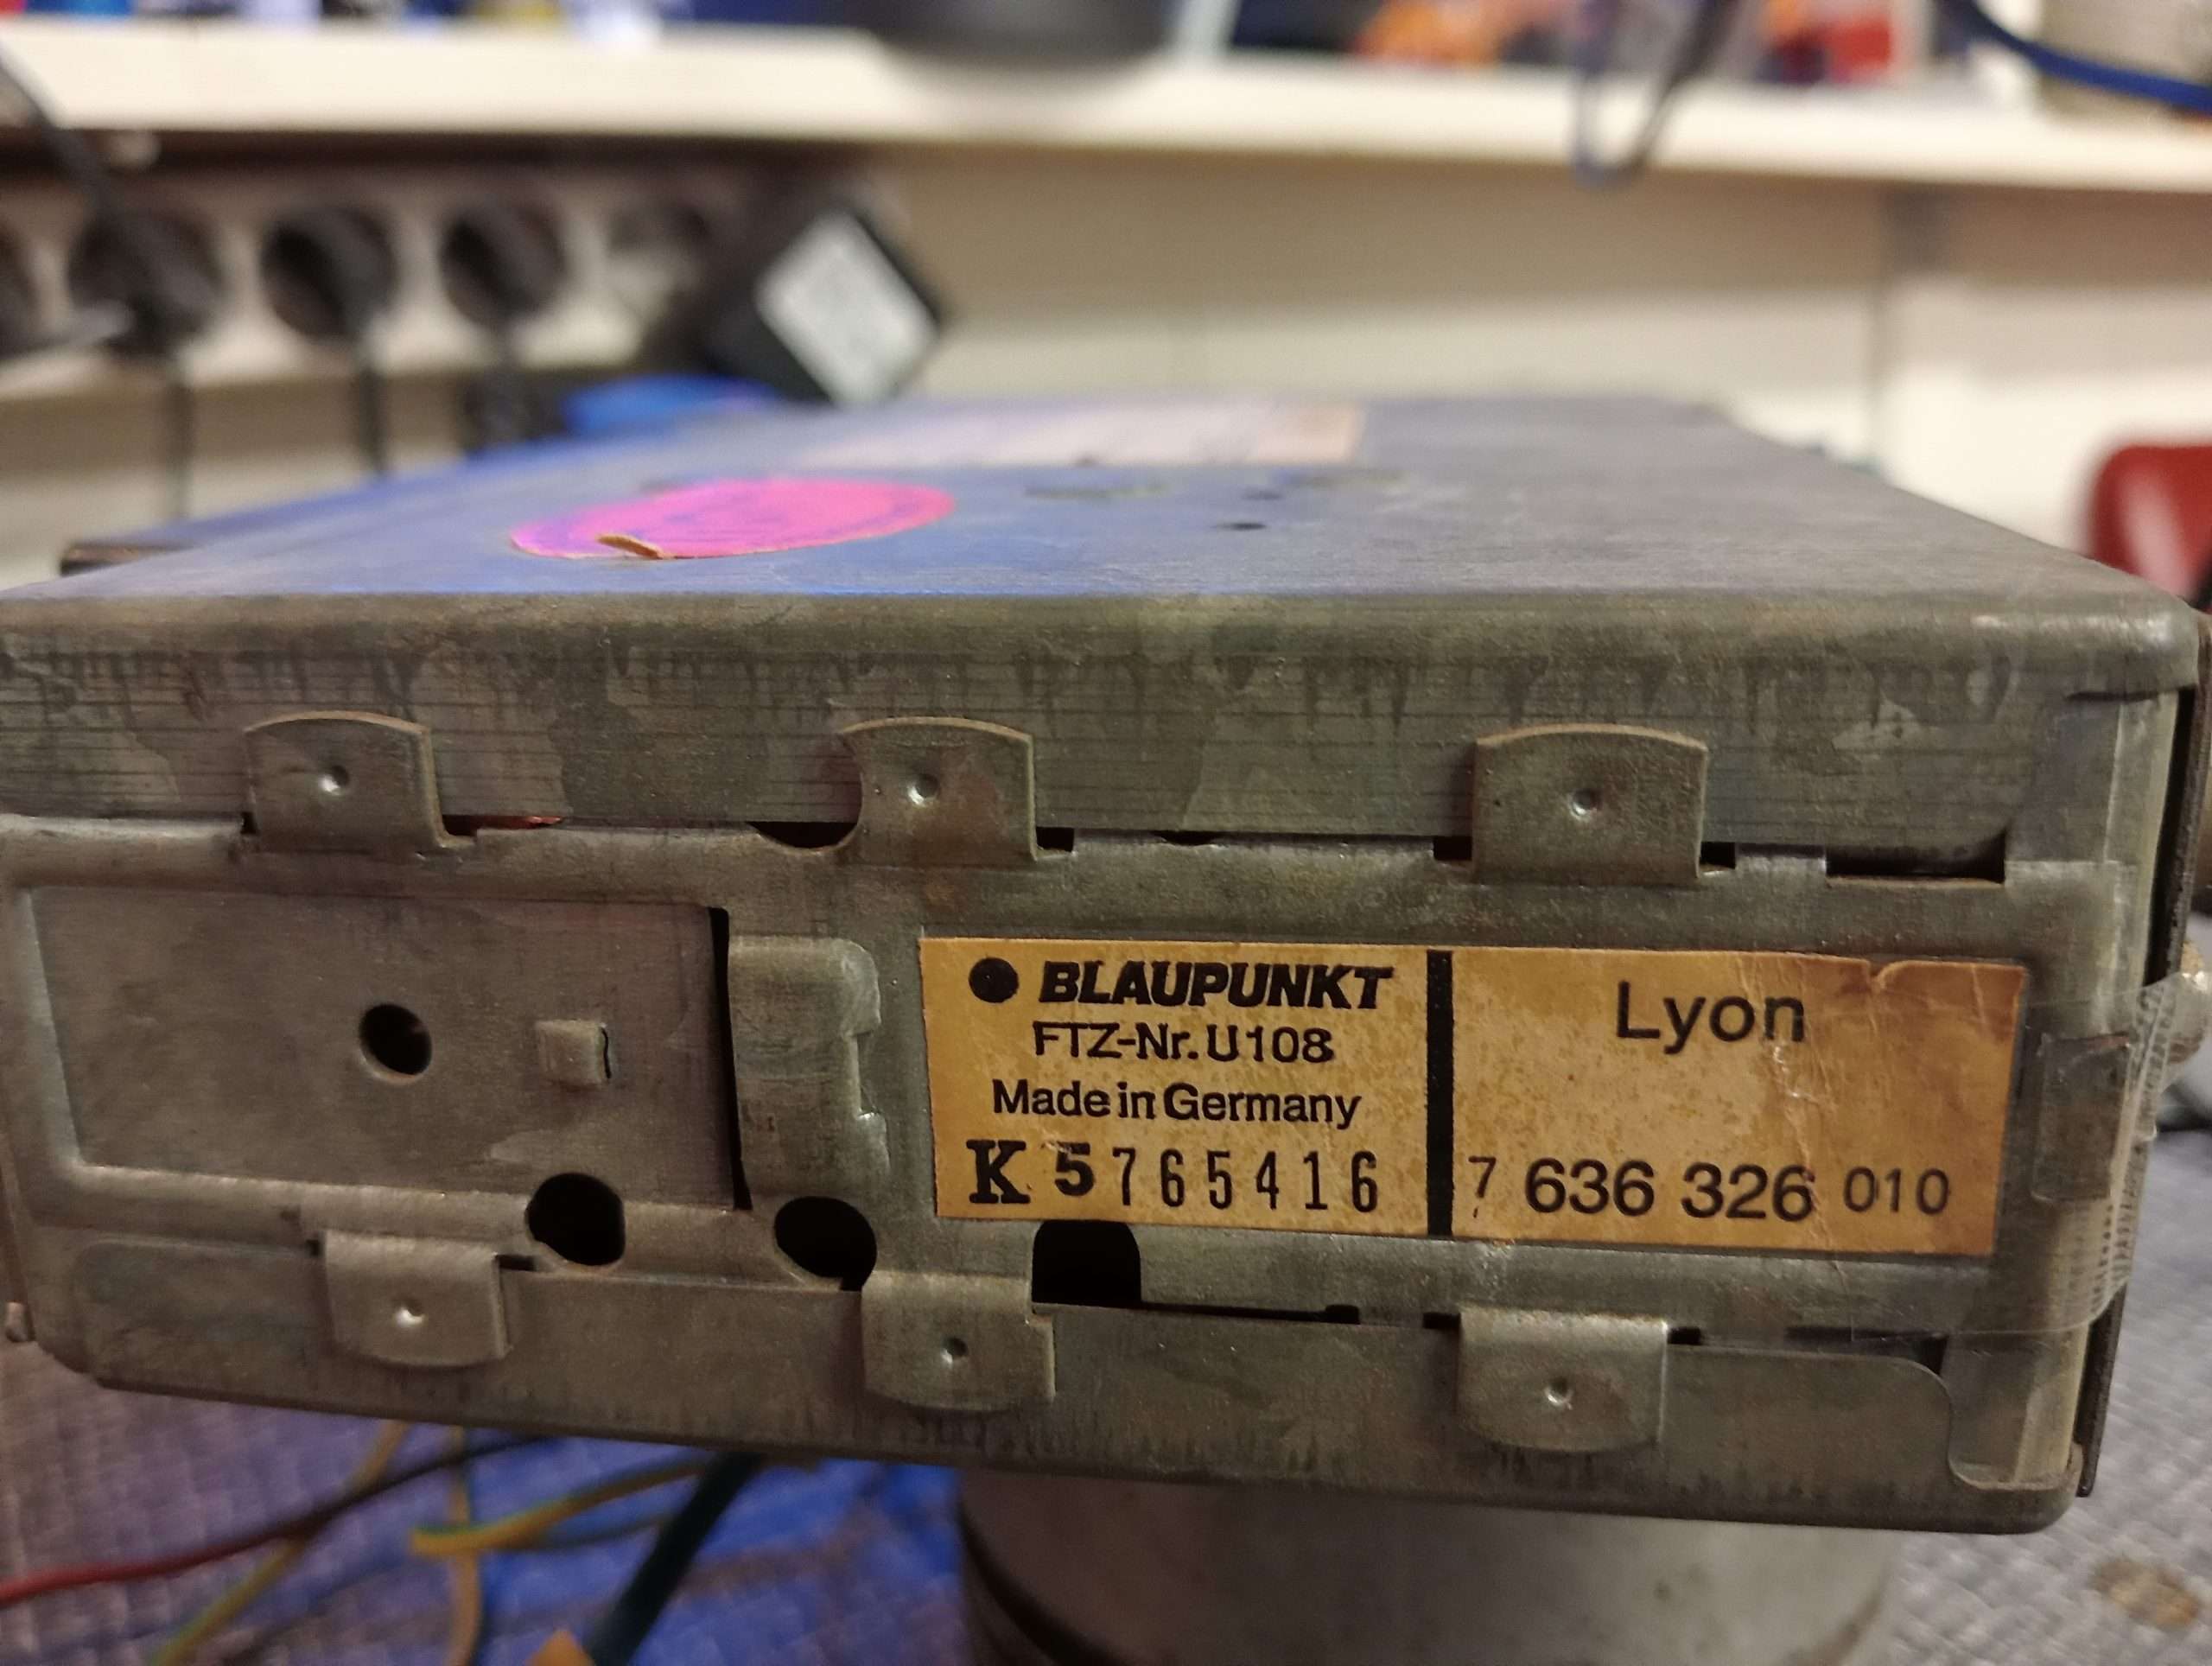 BLAUPUNKT
FTZ-Nr. U108
Made in Germany
K 5765416
Lyon
7 636 326 010